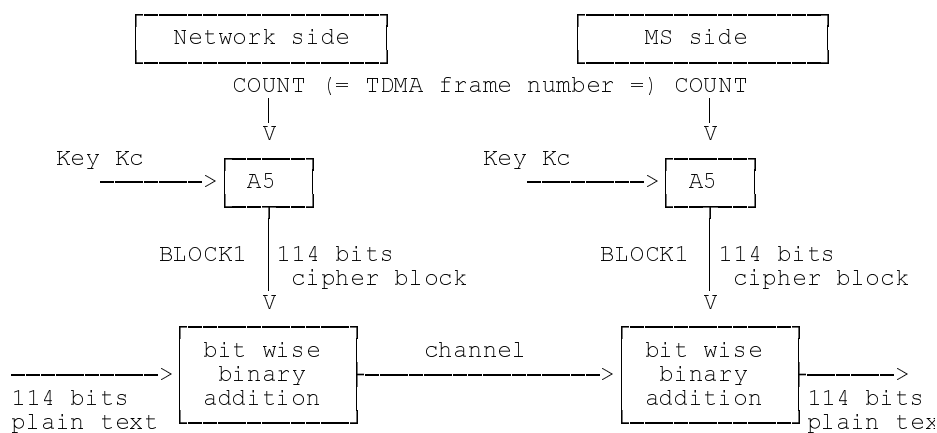 Network side MS side
COUNT (= TDMA frame number =) COUNT
V V
Key Kc Key Kc
> A5 > A5
BLOCK1 114 bits BLOCK1 114 bits
cipher block cipher block
V V
bit wise channel bit wise
> binary > binary >
114 bits addition addition 114 bits
plain text plain tex